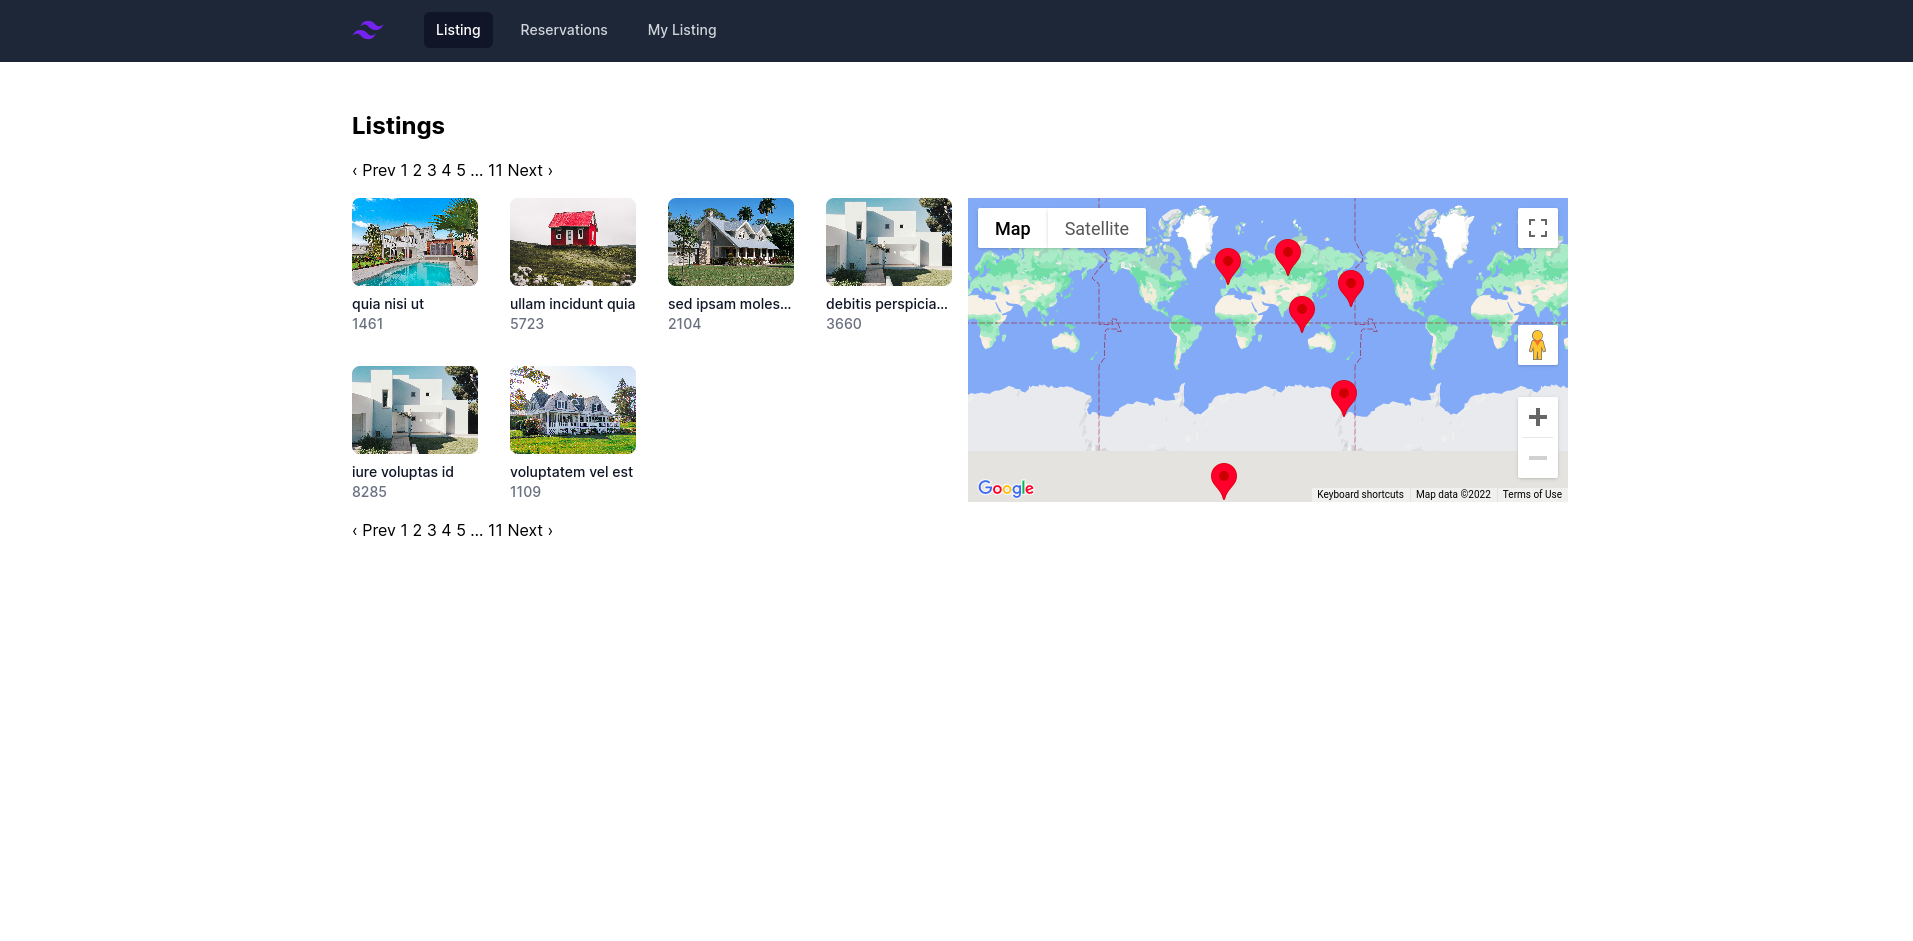 Listing Reservations My Listing
Listings
‹ Prev 1 2 3 4 5 … 11 Next ›
quia nisi ut
1461
ullam incidunt quia
5723
sed ipsam moles...
2104
debitis perspicia...
3660
iure voluptas id
8285
voluptatem vel est
1109
Map Satellite
Google
Keyboard shortcuts Map data ©2022 Terms of Use
‹ Prev 1 2 3 4 5 … 11 Next ›